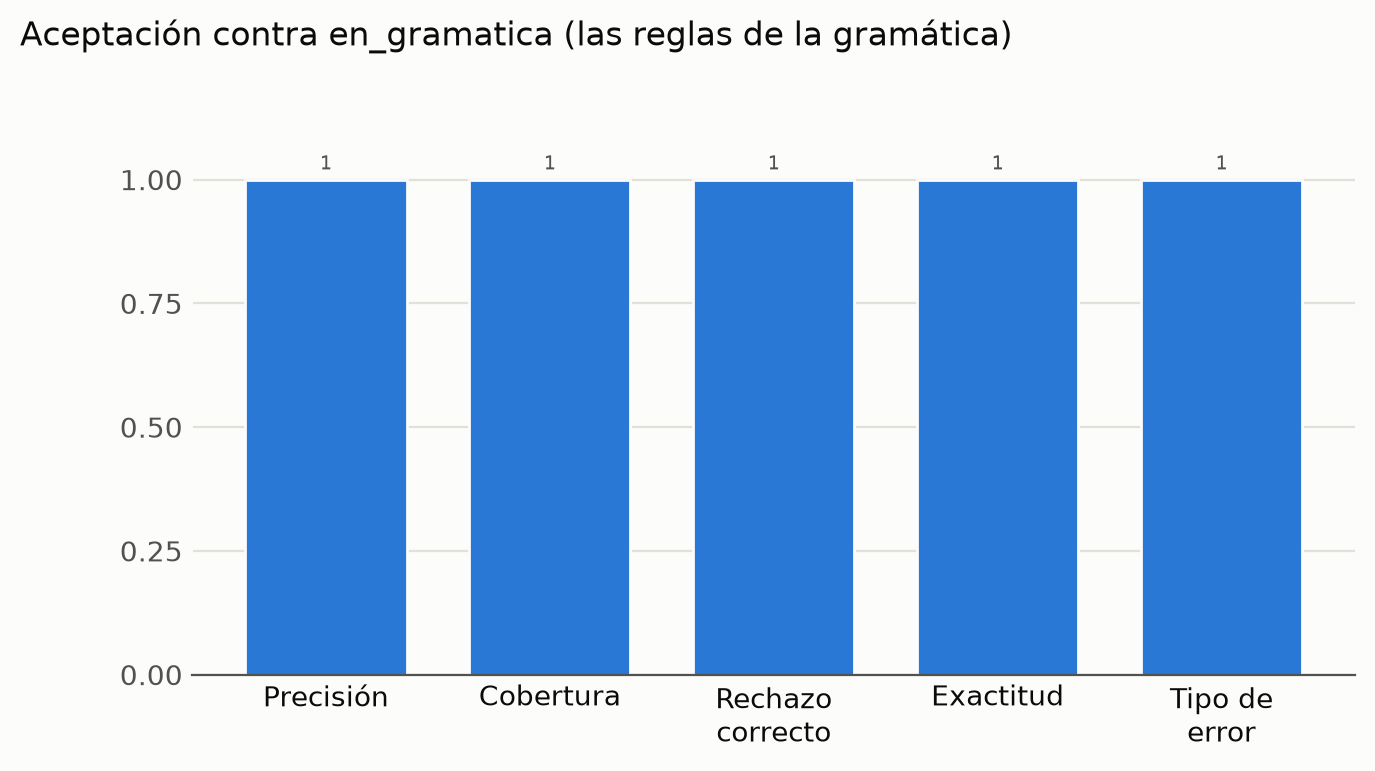 Aceptación contra en_gramatica (las reglas de la gramática)
1 1 1 1 1
1.00
0.75
0.50
0.25
0.00
Precisión Cobertura Rechazo correcto Exactitud Tipo de error